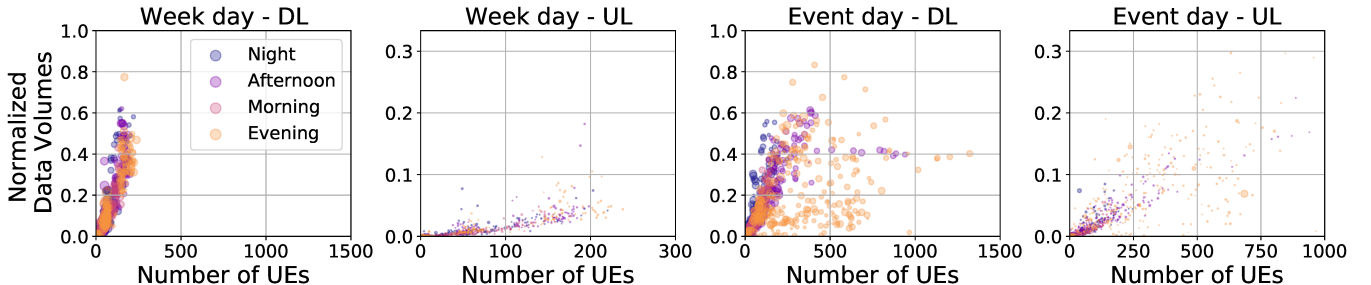 Week day - DL
Week day - UL
Event day - DL
Event day - UL
Normalized
Data Volumes
1.0
0.8
0.6
0.4
0.2
0.0
Night
Afternoon
Morning
Evening
0 500 1000 1500
Number of UEs
0.3
0.2
0.1
0.0
0 100 200 300
Number of UEs
1.0
0.8
0.6
0.4
0.2
0.0
0 500 1000 1500
Number of UEs
0.3
0.2
0.1
0.0
0 250 500 750 1000
Number of UEs